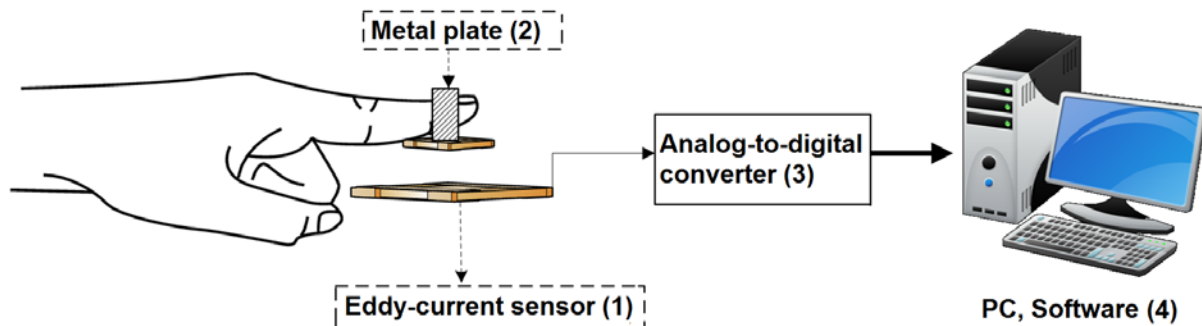 Metal plate (2)
Analog-to-digital
converter (3)
Eddy-current sensor (1)
PC, Software (4)